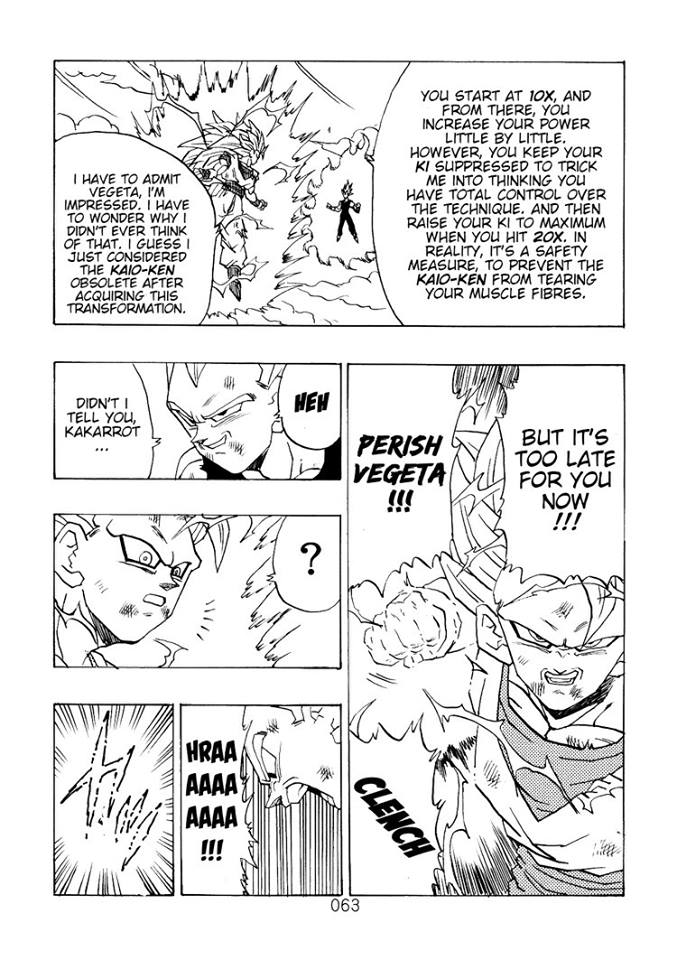 YOU START AT 10X, AND
FROM THERE, YOU
INCREASE YOUR POWER
LITTLE BY LITTLE.
HOWEVER, YOU KEEP YOUR
KI SUPPRESSED TO TRICK
ME INTO THINKING YOU
HAVE TOTAL CONTROL OVER
THE TECHNIQUE. AND THEN
RAISE YOUR KI TO MAXIMUM
WHEN YOU HIT 20X. IN
REALITY, IT'S A SAFETY
MEASURE, TO PREVENT THE
KAIO-KEN FROM TEARING
YOUR MUSCLE FIBRES.
I HAVE TO ADMIT
VEGETA, I'M
IMPRESSED. I HAVE
TO WONDER WHY I
DIDN'T EVER THINK
OF THAT. I GUESS I
JUST CONSIDERED
THE KAIO-KEN
OBSOLETE AFTER
ACQUIRING THIS
TRANSFORMATION.
BUT IT'S
TOO LATE
FOR YOU
NOW
!!!
PERISH
VEGETA
!!!
CLENCH
HEH
DIDN'T I
TELL YOU,
KAKARROT
...
?
HRAA
AAAA
AAAA
!!!
063